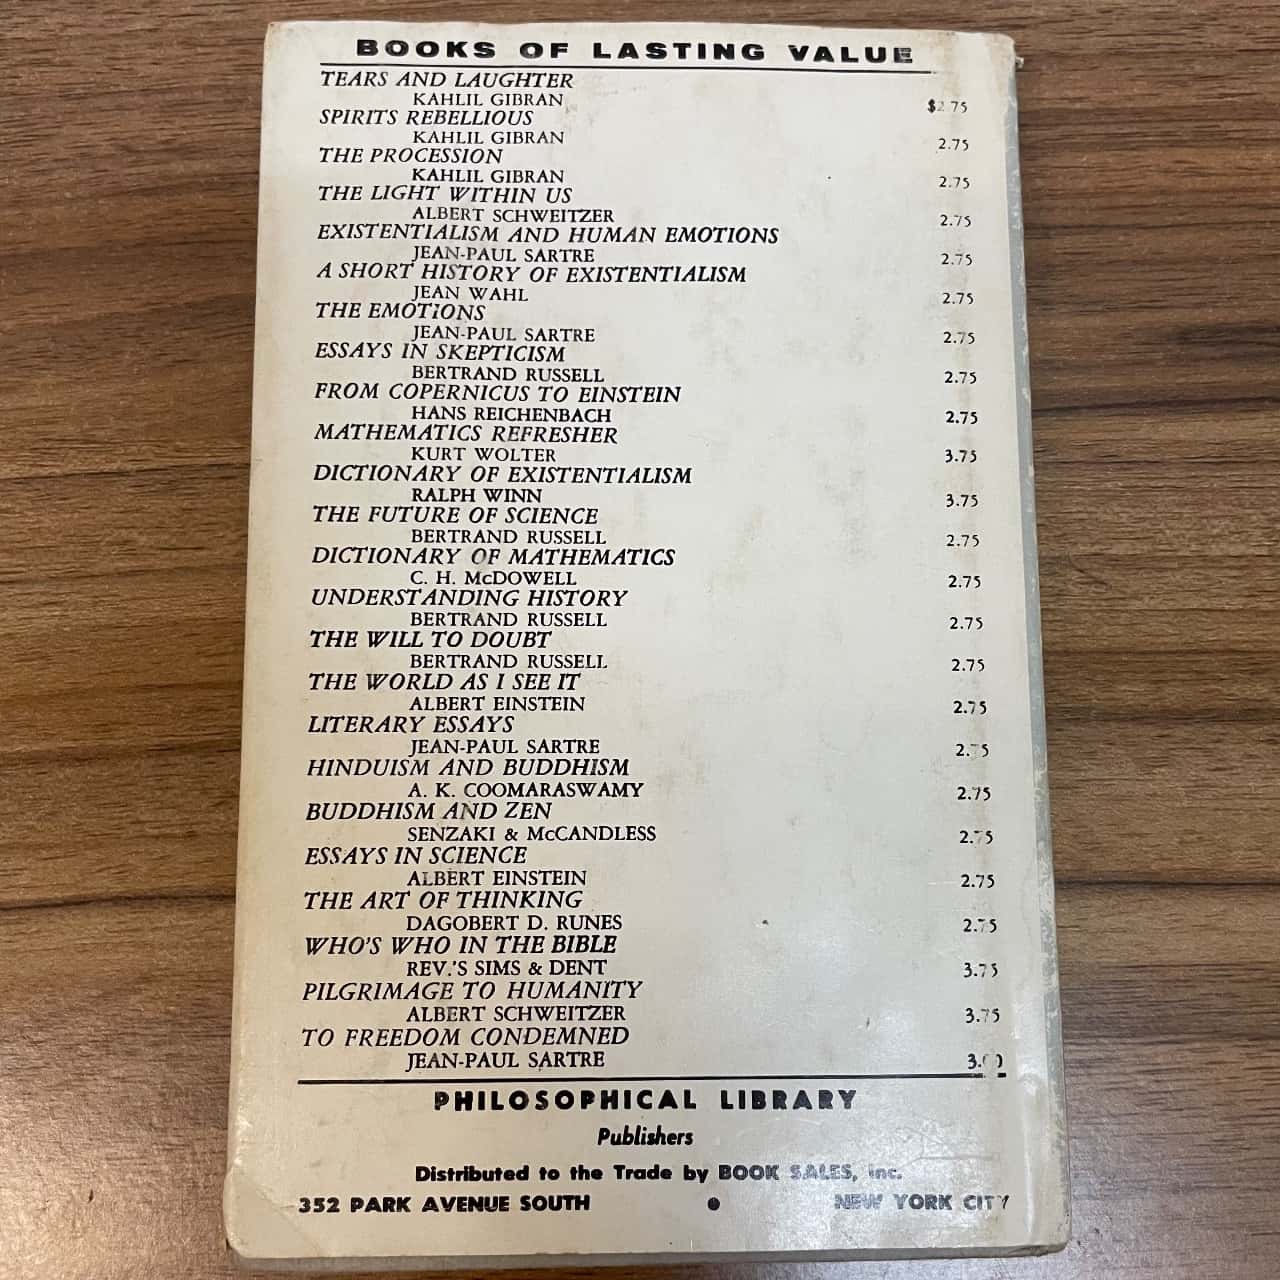 BOOKS OF LASTING VALUE
TEARS AND LAUGHTER
KAHLIL GIBRAN $2.75
SPIRITS REBELLIOUS
KAHLIL GIBRAN 2.75
THE PROCESSION
KAHLIL GIBRAN 2.75
THE LIGHT WITHIN US
ALBERT SCHWEITZER 2.75
EXISTENTIALISM AND HUMAN EMOTIONS
JEAN-PAUL SARTRE 2.75
A SHORT HISTORY OF EXISTENTIALISM
JEAN WAHL 2.75
THE EMOTIONS
JEAN-PAUL SARTRE 2.75
ESSAYS IN SKEPTICISM
BERTRAND RUSSELL 2.75
FROM COPERNICUS TO EINSTEIN
HANS REICHENBACH 2.75
MATHEMATICS REFRESHER
KURT WOLTER 3.75
DICTIONARY OF EXISTENTIALISM
RALPH WINN 3.75
THE FUTURE OF SCIENCE
BERTRAND RUSSELL 2.75
DICTIONARY OF MATHEMATICS
C. H. McDOWELL 2.75
UNDERSTANDING HISTORY
BERTRAND RUSSELL 2.75
THE WILL TO DOUBT
BERTRAND RUSSELL 2.75
THE WORLD AS I SEE IT
ALBERT EINSTEIN 2.75
LITERARY ESSAYS
JEAN-PAUL SARTRE 2.75
HINDUISM AND BUDDHISM
A. K. COOMARASWAMY 2.75
BUDDHISM AND ZEN
SENZAKI & McCANDLESS 2.75
ESSAYS IN SCIENCE
ALBERT EINSTEIN 2.75
THE ART OF THINKING
DAGOBERT D. RUNES 2.75
WHO'S WHO IN THE BIBLE
REV.'S SIMS & DENT 3.75
PILGRIMAGE TO HUMANITY
ALBERT SCHWEITZER 3.75
TO FREEDOM CONDEMNED
JEAN-PAUL SARTRE
PHILOSOPHICAL LIBRARY
Publishers
Distributed to the Trade by BOOK SALES, Inc.
352 PARK AVENUE SOUTH • NEW YORK CITY